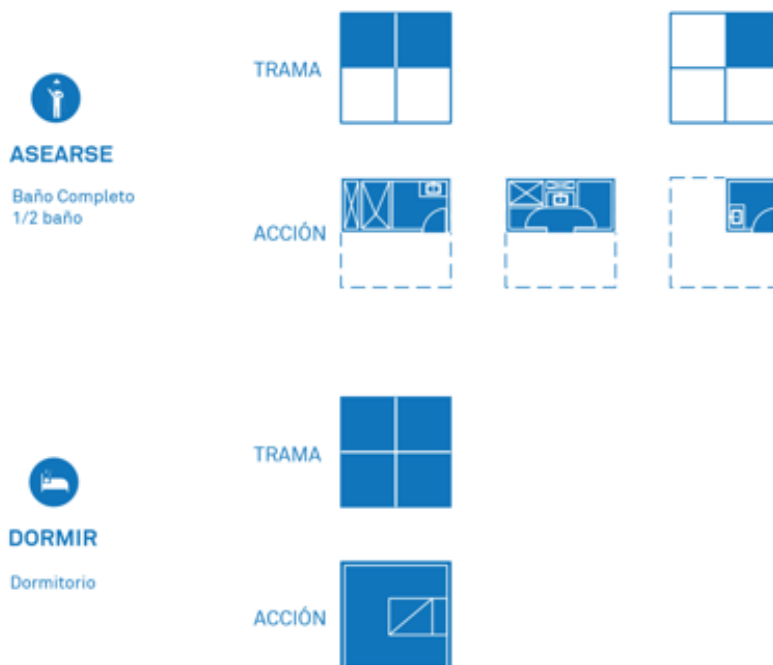 TRAMA
ASEARSE
Baño Completo
1/2 baño
ACCIÓN
TRAMA
DORMIR
Dormitorio
ACCIÓN